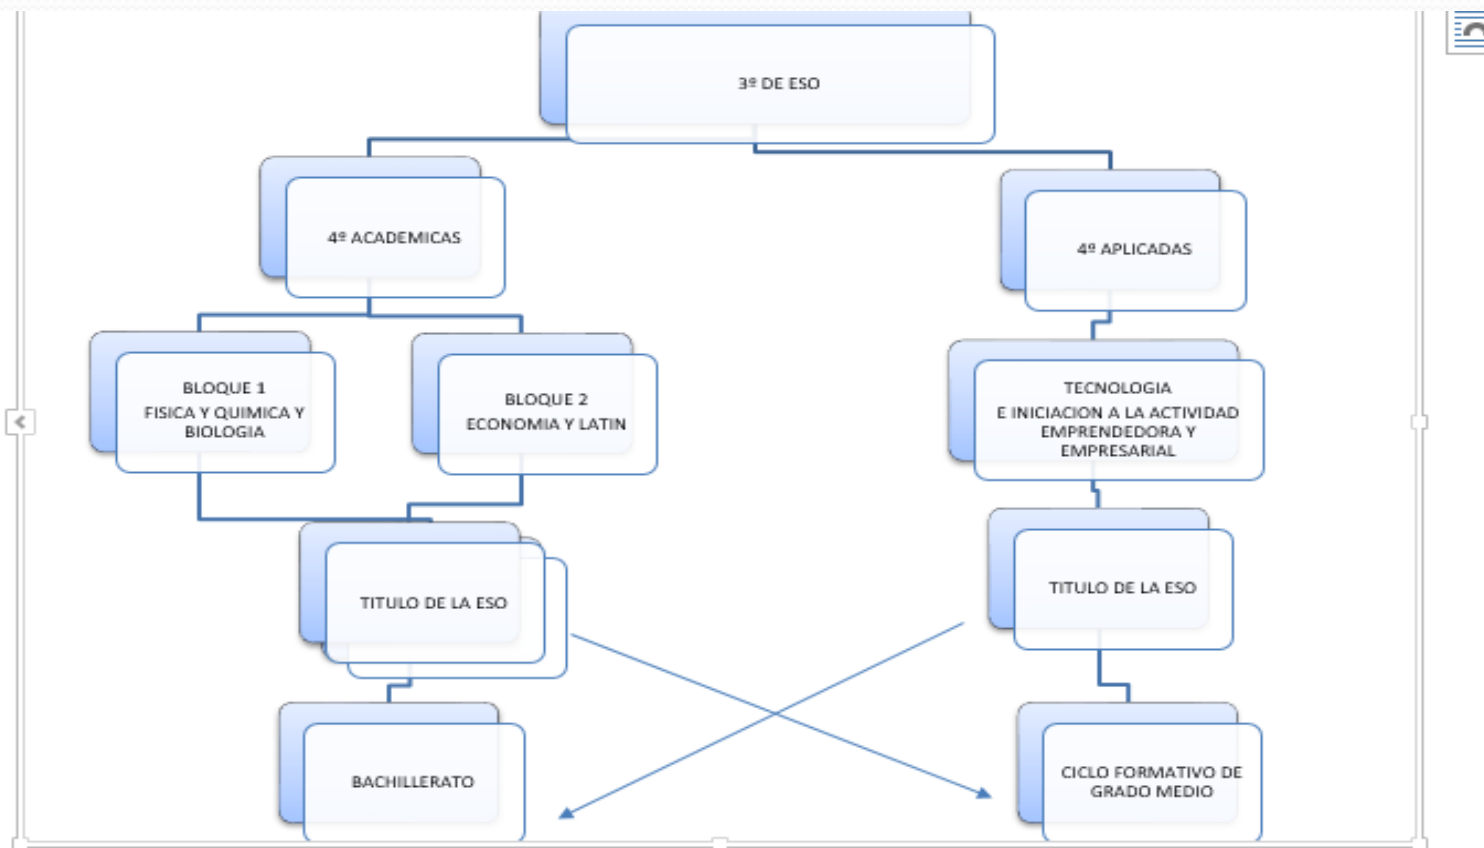 3º DE ESO
4º ACADEMICAS
4º APLICADAS
BLOQUE 1
FISICA Y QUIMICA Y
BIOLOGIA
BLOQUE 2
ECONOMIA Y LATIN
TECNOLOGIA
E INICIACION A LA ACTIVIDAD
EMPRENDEDORA Y
EMPRESARIAL
TITULO DE LA ESO
TITULO DE LA ESO
BACHILLERATO
CICLO FORMATIVO DE
GRADO MEDIO